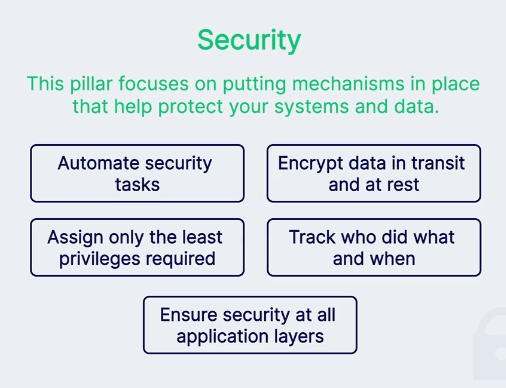 Security
This pillar focuses on putting mechanisms in place
that help protect your systems and data.
Automate security
tasks
Encrypt data in transit
and at rest
Assign only the least
privileges required
Track who did what
and when
Ensure security at all
application layers